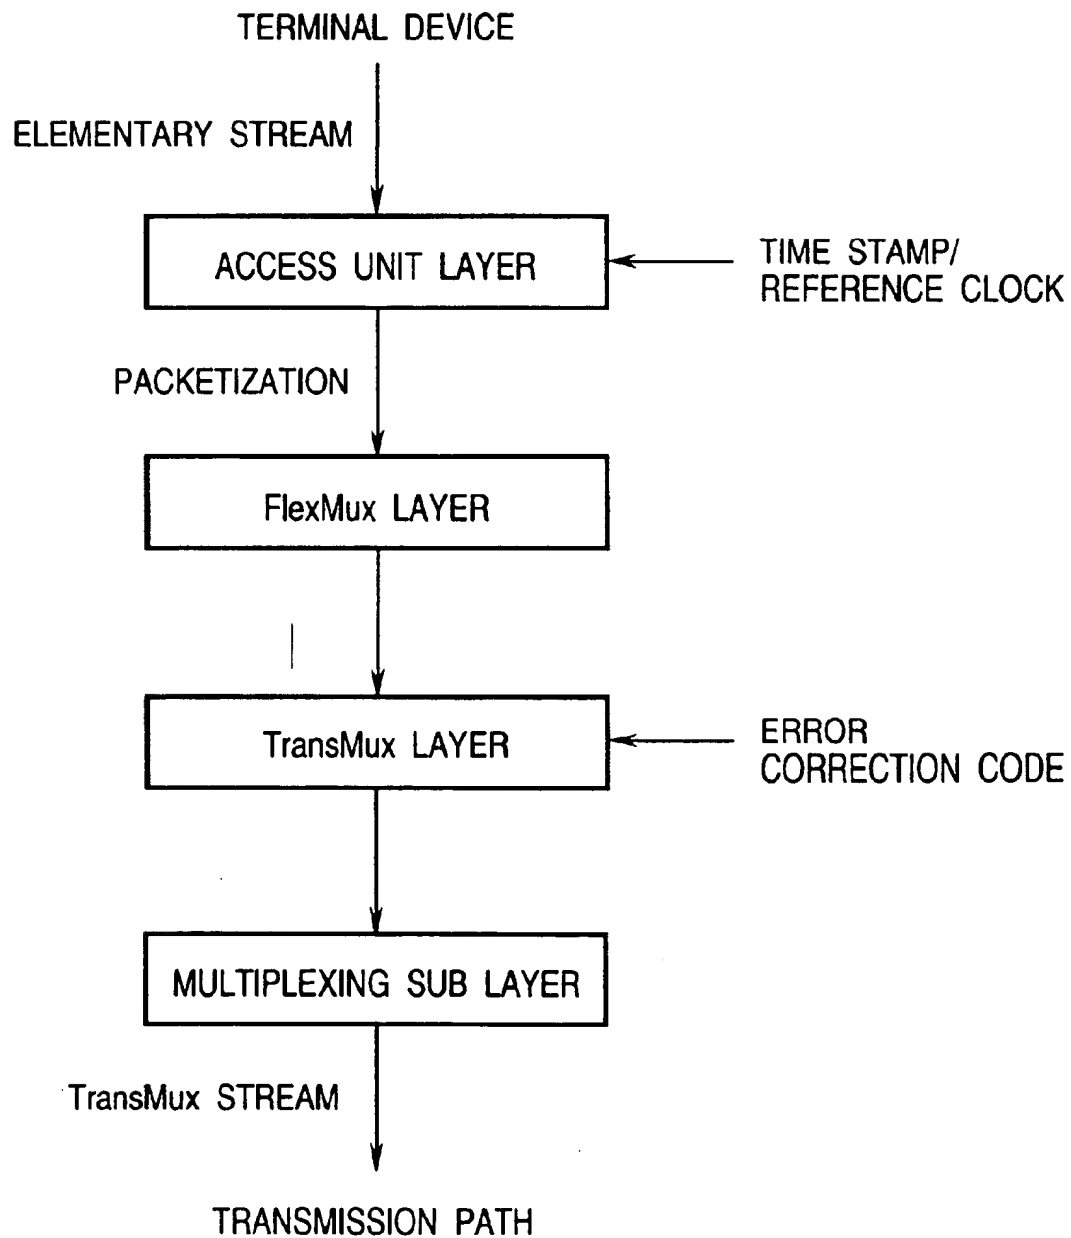 TERMINAL DEVICE
ELEMENTARY STREAM
ACCESS UNIT LAYER
TIME STAMP/
REFERENCE CLOCK
PACKETIZATION
FlexMux LAYER
TransMux LAYER
ERROR
CORRECTION CODE
MULTIPLEXING SUB LAYER
TransMux STREAM
TRANSMISSION PATH